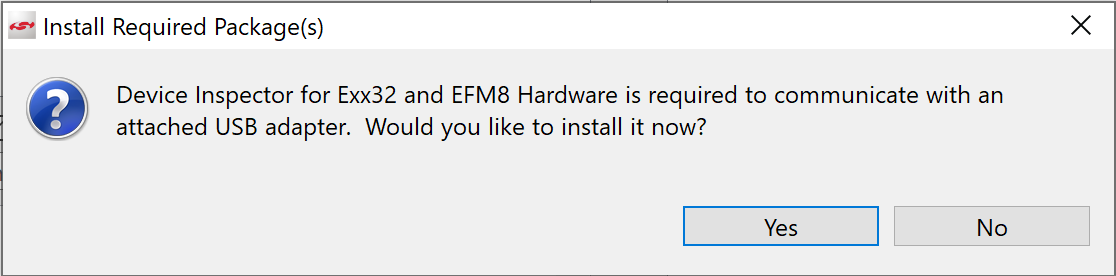 Install Required Package(s)
Device Inspector for Exx32 and EFM8 Hardware is required to communicate with an
attached USB adapter.  Would you like to install it now?
Yes
No